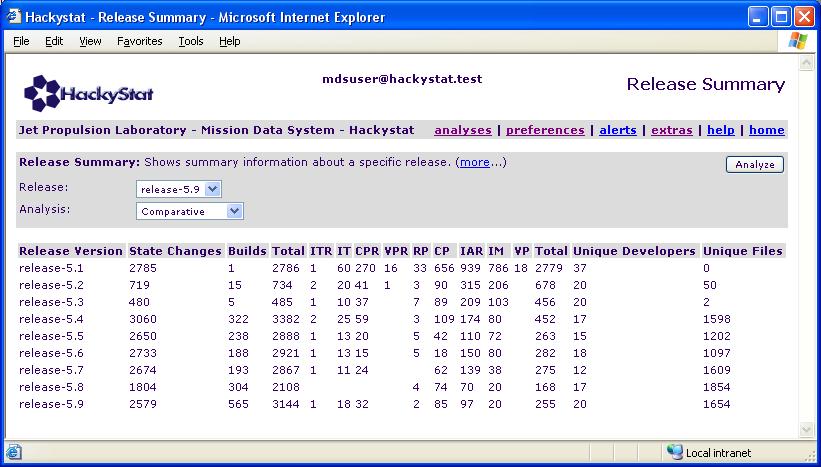 Hackystat - Release Summary - Microsoft Internet Explorer
File Edit View Favorites Tools Help
HackyStat
mdsuser@hackystat.test
Release Summary
Jet Propulsion Laboratory - Mission Data System - Hackystat analyses | preferences | alerts | extras | help | home
Release Summary: Shows summary information about a specific release. (more...)
Analyze
Release: release-5.9
Analysis: Comparative
Release Version State Changes Builds Total ITR IT CPR VPR RP CP IAR IM VP Total Unique Developers Unique Files
release-5.1 2785 1 2786 1 60 270 16 33 656 939 786 18 2779 37 0
release-5.2 719 15 734 2 20 41 1 3 90 315 206 678 20 50
release-5.3 480 5 485 1 10 37 7 89 209 103 456 20 2
release-5.4 3060 322 3382 2 25 59 3 109 174 80 452 17 1598
release-5.5 2650 238 2888 1 13 20 5 42 110 72 263 15 1202
release-5.6 2733 188 2921 1 13 15 5 18 150 80 282 18 1097
release-5.7 2674 193 2867 1 11 24 62 139 38 275 12 1609
release-5.8 1804 304 2108 4 74 70 20 168 17 1854
release-5.9 2579 565 3144 1 18 32 2 85 97 20 255 20 1654
Local intranet